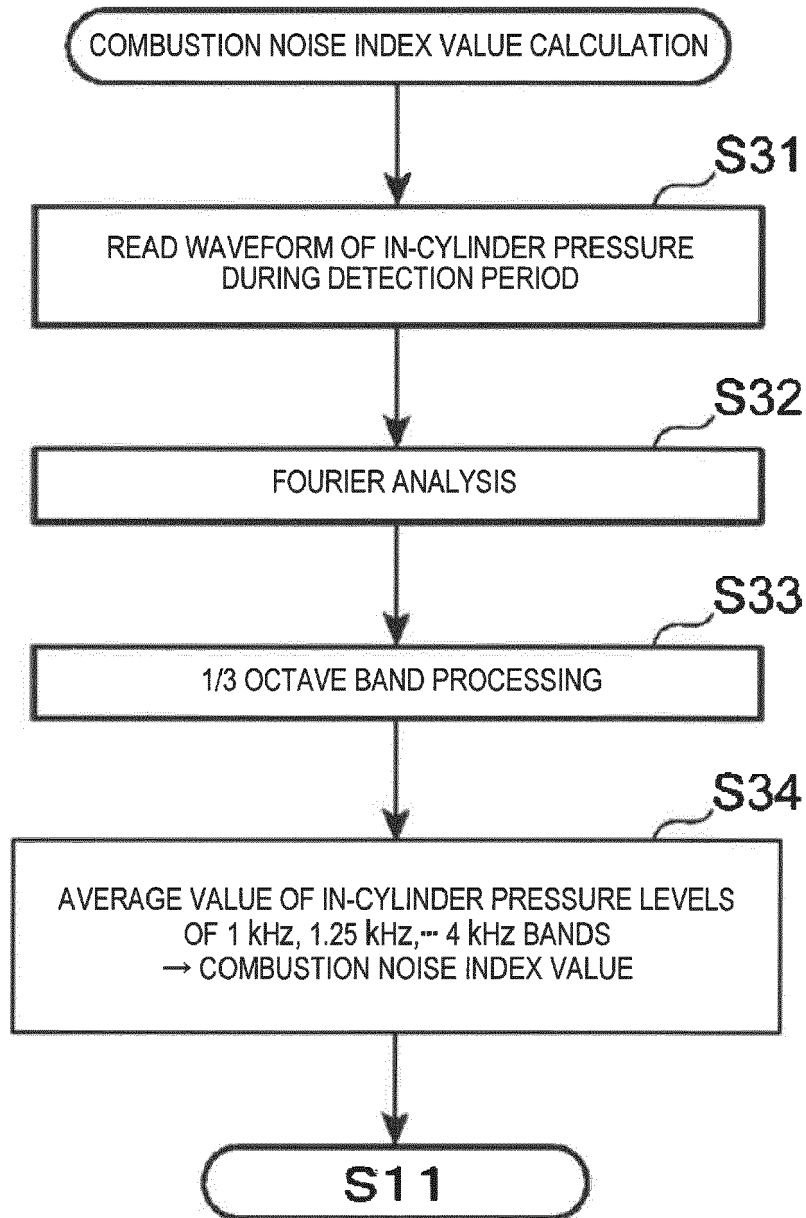 COMBUSTION NOISE INDEX VALUE CALCULATION
S31
READ WAVEFORM OF IN-CYLINDER PRESSURE
DURING DETECTION PERIOD
S32
FOURIER ANALYSIS
S33
1/3 OCTAVE BAND PROCESSING
S34
AVERAGE VALUE OF IN-CYLINDER PRESSURE LEVELS
OF 1 kHz, 1.25 kHz,··· 4 kHz BANDS
→ COMBUSTION NOISE INDEX VALUE
S11